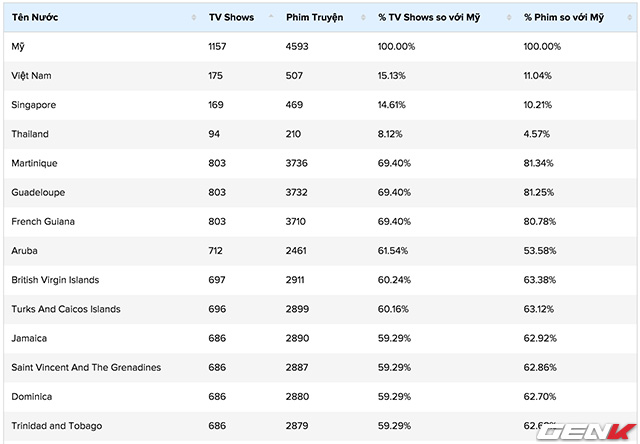 Tên Nước TV Shows Phim Truyện % TV Shows so với Mỹ % Phim so với Mỹ
Mỹ 1157 4593 100.00% 100.00%
Việt Nam 175 507 15.13% 11.04%
Singapore 169 469 14.61% 10.21%
Thailand 94 210 8.12% 4.57%
Martinique 803 3736 69.40% 81.34%
Guadeloupe 803 3732 69.40% 81.25%
French Guiana 803 3710 69.40% 80.78%
Aruba 712 2461 61.54% 53.58%
British Virgin Islands 697 2911 60.24% 63.38%
Turks And Caicos Islands 696 2899 60.16% 63.12%
Jamaica 686 2890 59.29% 62.92%
Saint Vincent And The Grenadines 686 2887 59.29% 62.86%
Dominica 686 2880 59.29% 62.70%
Trinidad and Tobago 686 2879 59.29%
GENK